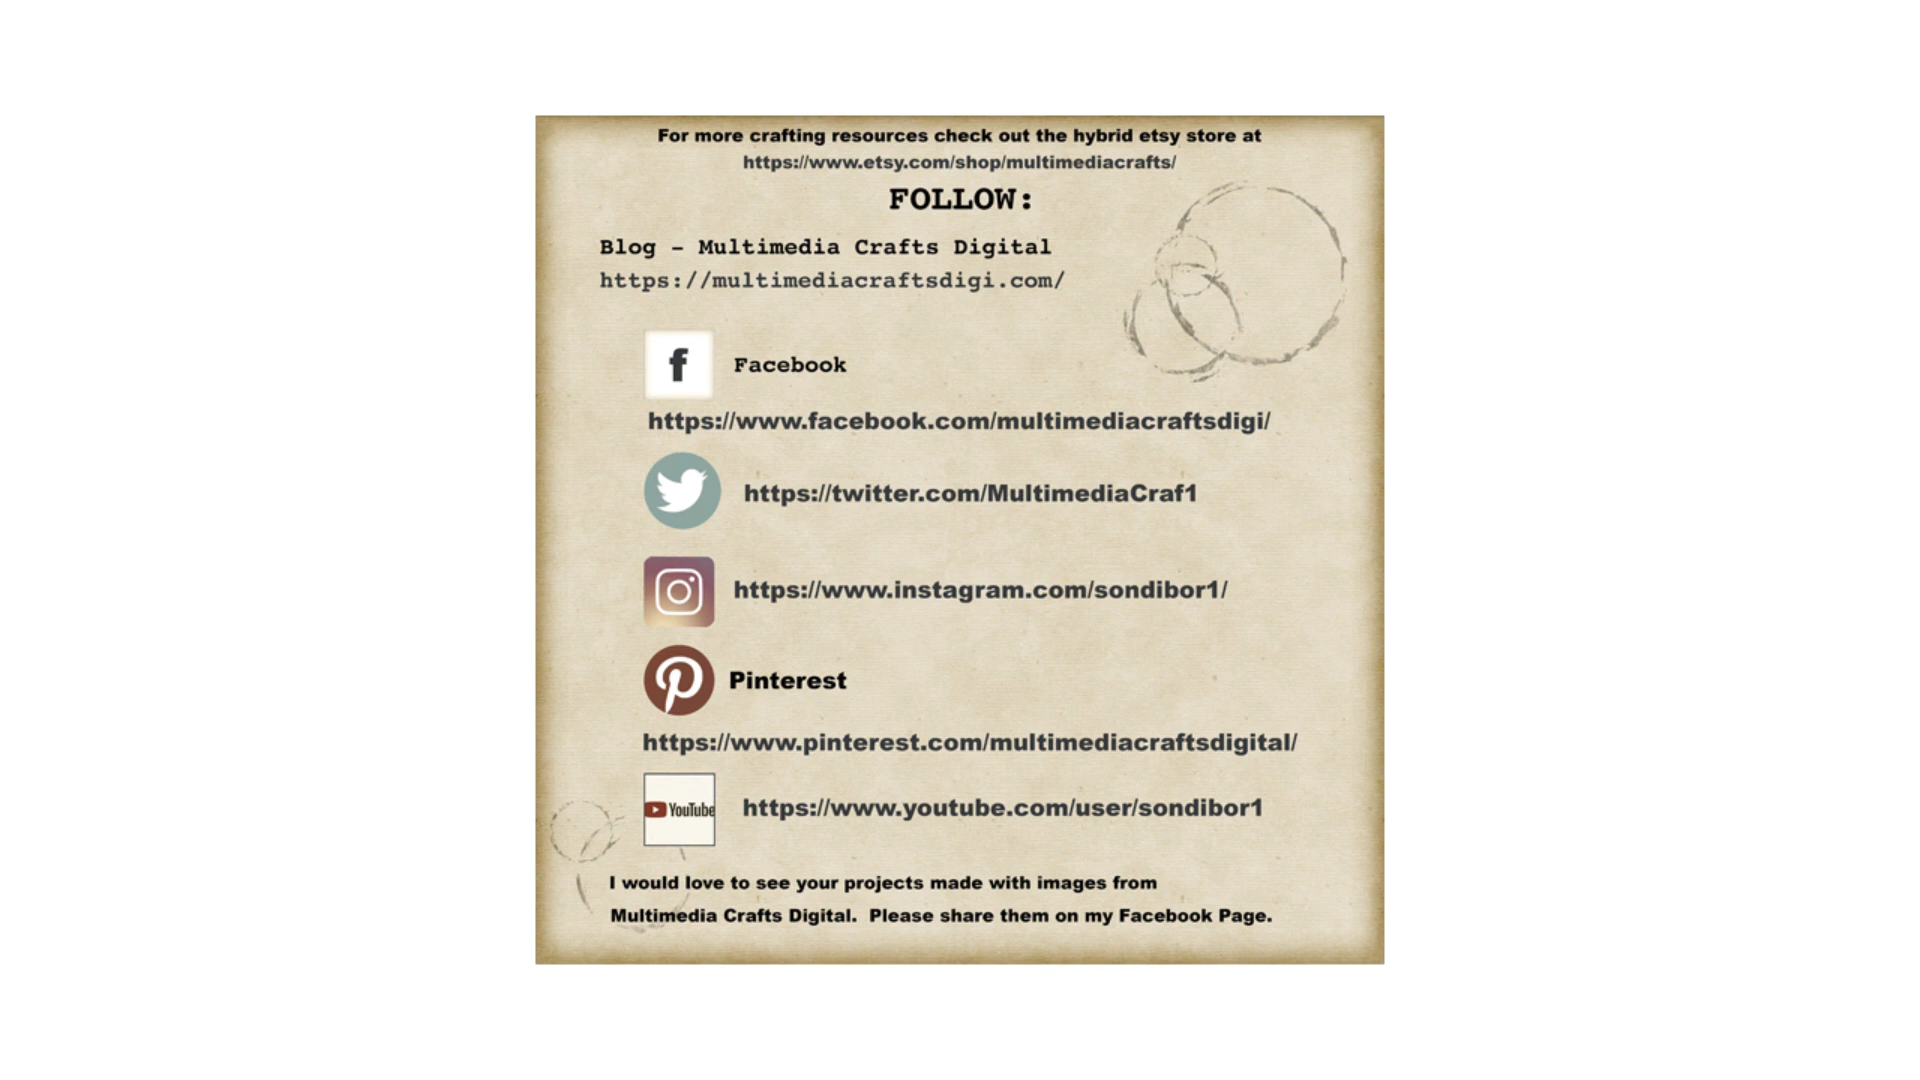 For more crafting resources check out the hybrid etsy store at
https://www.etsy.com/shop/multimediacrafts/
FOLLOW:
Blog - Multimedia Crafts Digital
https://multimediacraftsdigi.com/
f
Facebook
https://www.facebook.com/multimediacraftsdigi/
https://twitter.com/MultimediaCraf1
https://www.instagram.com/sondibor1/
Pinterest
https://www.pinterest.com/multimediacraftsdigital/
YouTube
https://www.youtube.com/user/sondibor1
I would love to see your projects made with images from
Multimedia Crafts Digital. Please share them on my Facebook Page.